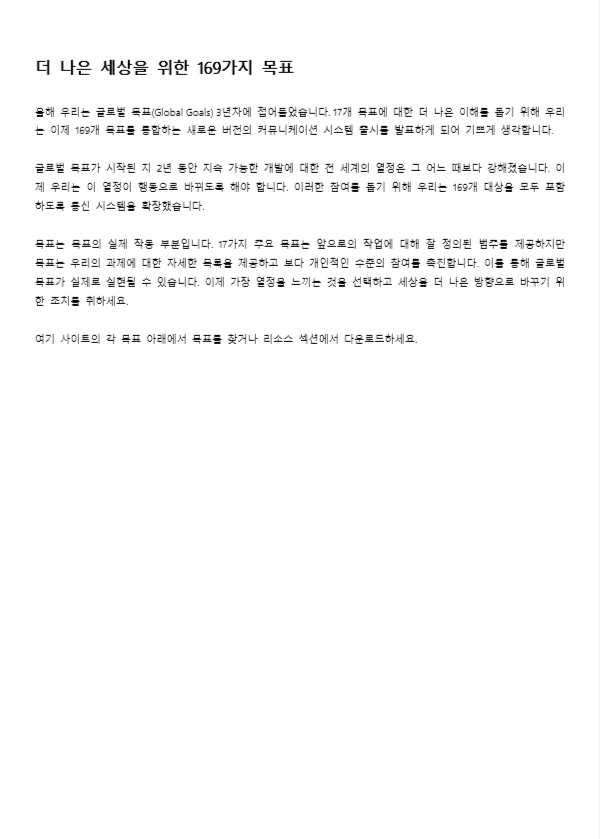 더 나은 세상을 위한 169가지 목표
올해 우리는 글로벌 목표(Global Goals) 3년차에 접어들었습니다. 17개 목표에 대한 더 나은 이해를 돕기 위해 우리
는 이제 169개 목표를 통합하는 새로운 버전의 커뮤니케이션 시스템 출시를 발표하게 되어 기쁘게 생각합니다.
글로벌 목표가 시작된 지 2년 동안 지속 가능한 개발에 대한 전 세계의 열정은 그 어느 때보다 강해졌습니다. 이
제 우리는 이 열정이 행동으로 바뀌도록 해야 합니다. 이러한 참여를 돕기 위해 우리는 169개 대상을 모두 포함
하도록 통신 시스템을 확장했습니다.
목표는 목표의 실제 작동 부분입니다. 17가지 주요 목표는 앞으로의 작업에 대해 잘 정의된 범주를 제공하지만
목표는 우리의 과제에 대한 자세한 목록을 제공하고 보다 개인적인 수준의 참여를 촉진합니다. 이를 통해 글로벌
목표가 실제로 실현될 수 있습니다. 이제 가장 열정을 느끼는 것을 선택하고 세상을 더 나은 방향으로 바꾸기 위
한 조치를 취하세요.
여기 사이트의 각 목표 아래에서 목표를 찾거나 리소스 섹션에서 다운로드하세요.